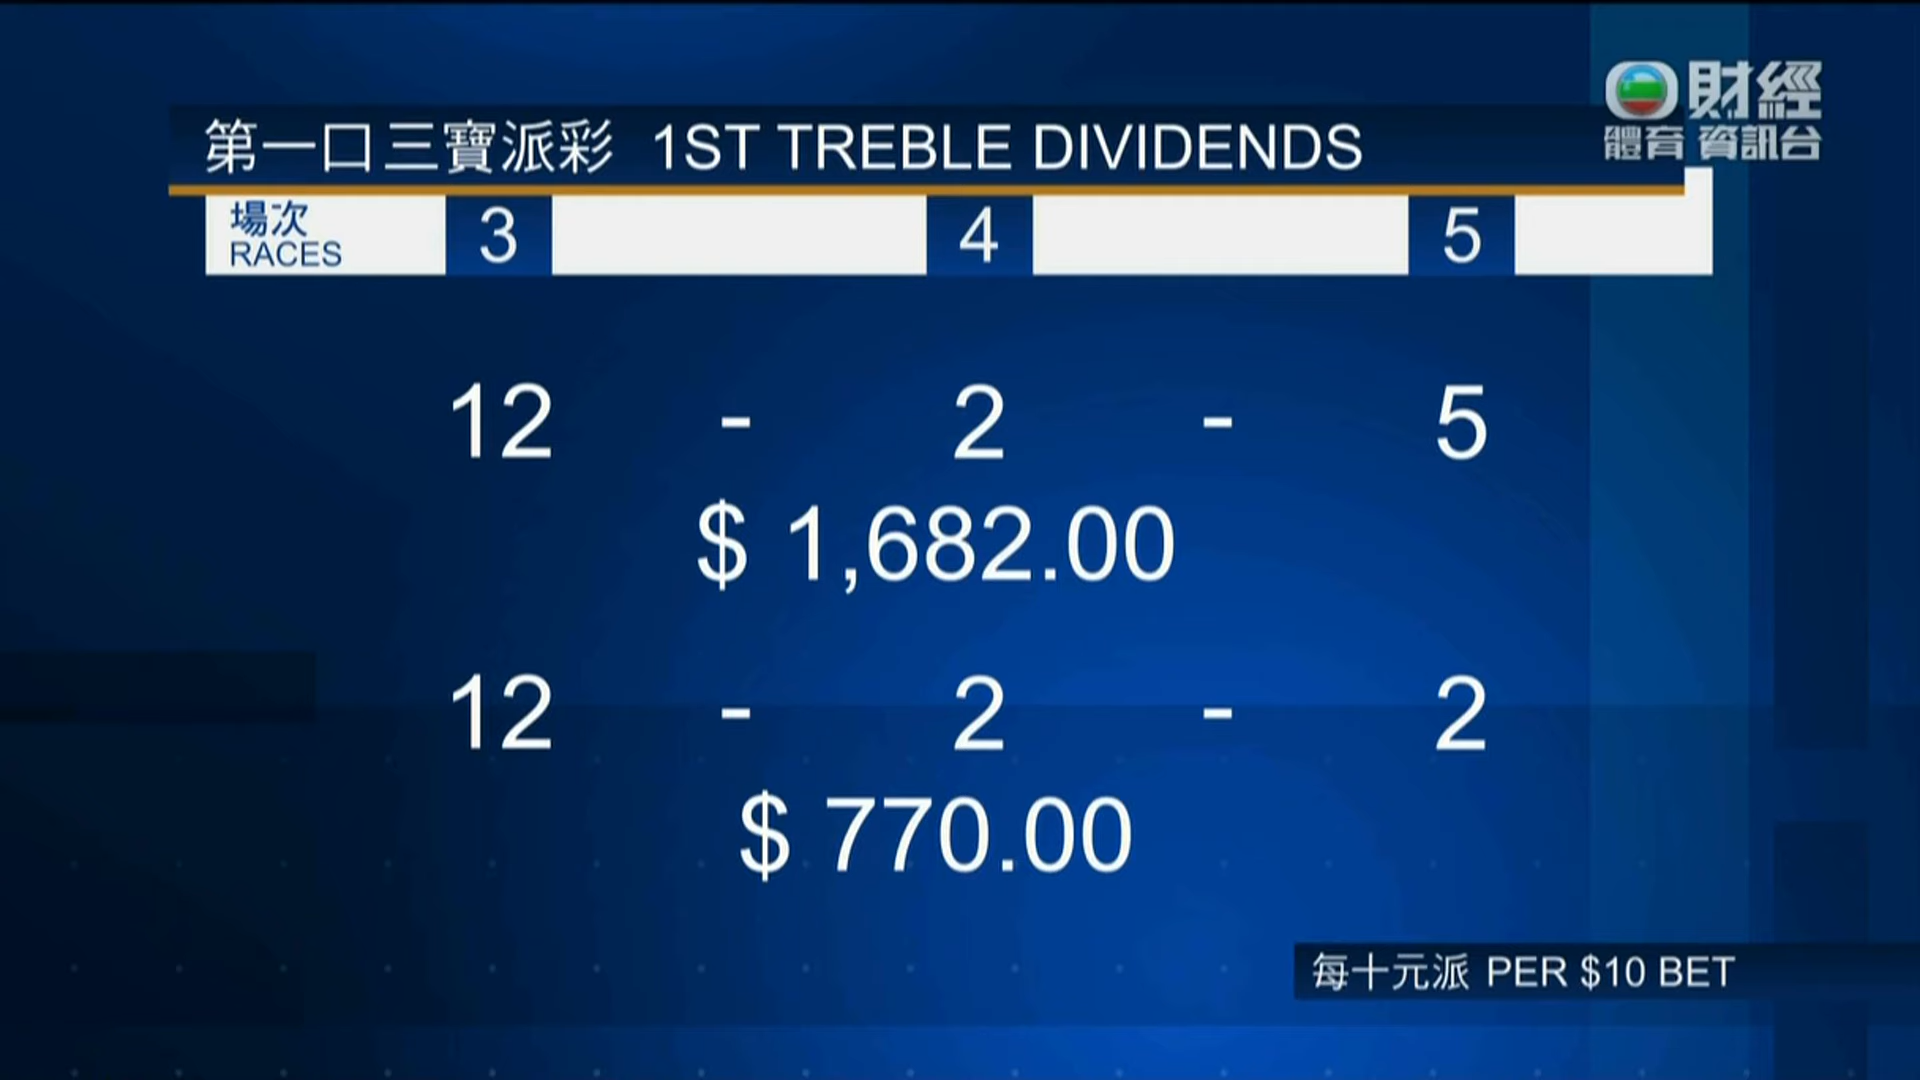 財經
體育 資訊台
第一口三寶派彩 1ST TREBLE DIVIDENDS
場次 3 4 5
RACES
12 - 2 - 5
$ 1,682.00
12 - 2 - 2
$ 770.00
每十元派 PER $10 BET